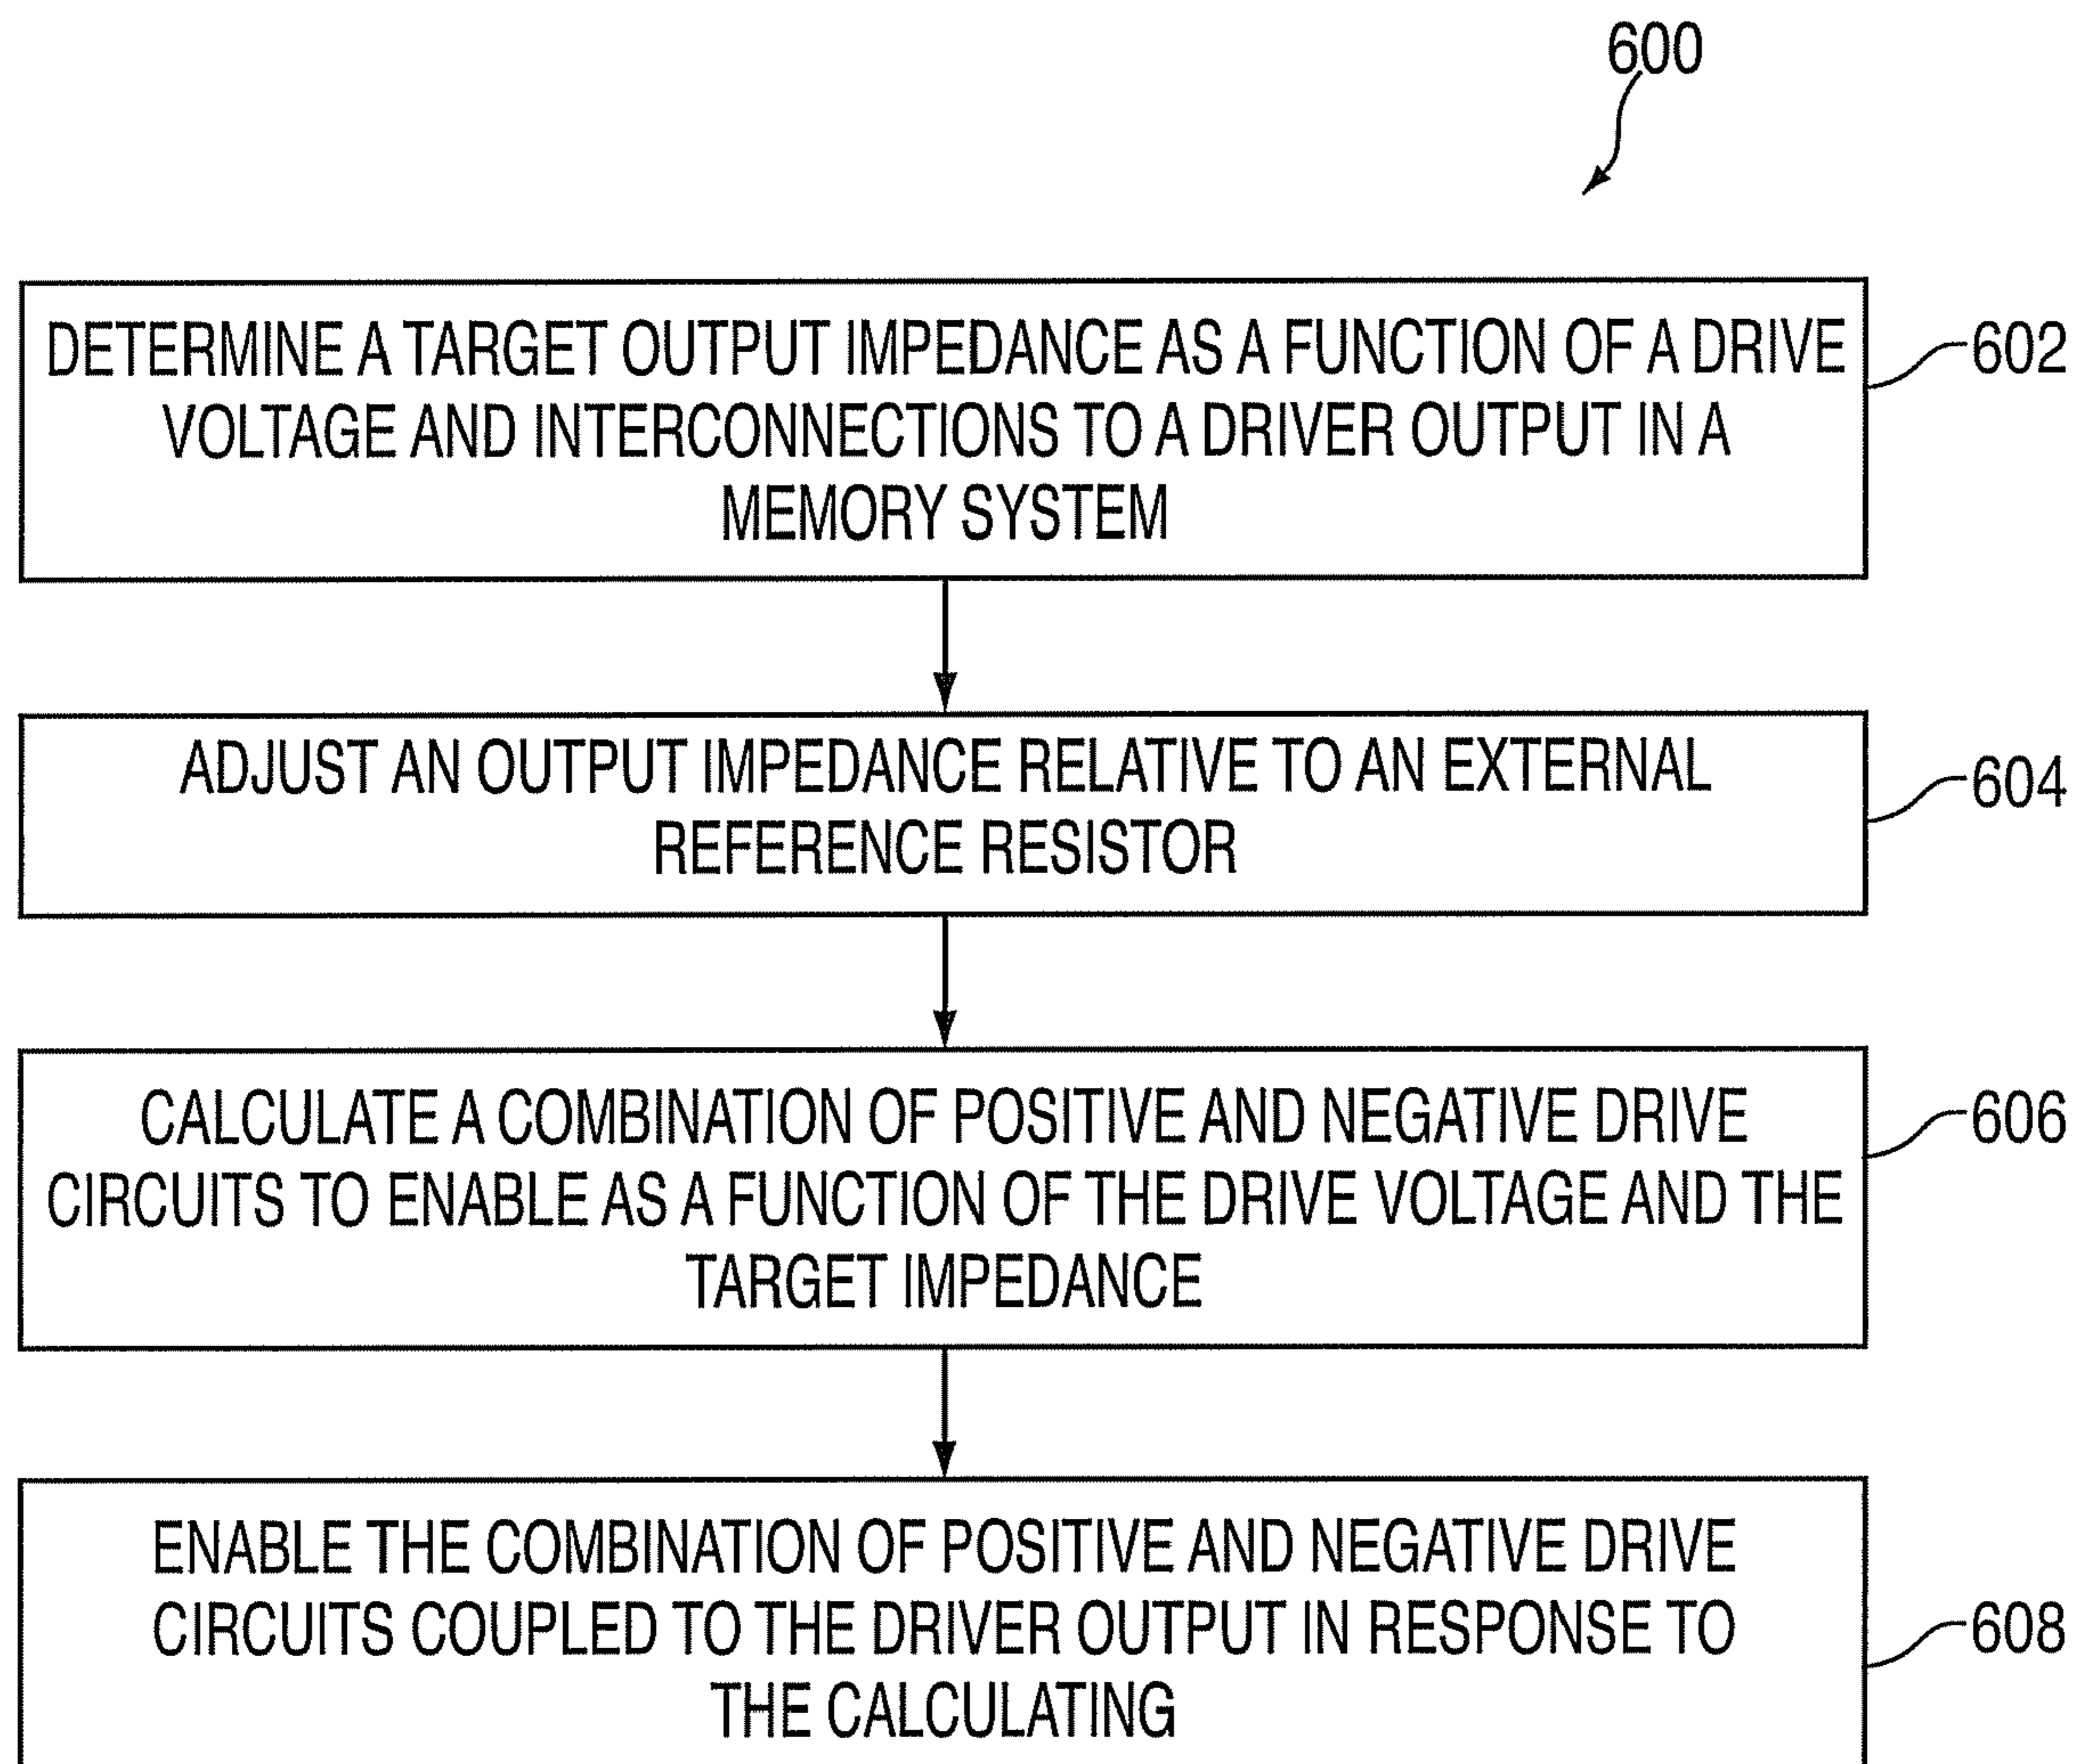 600
DETERMINE A TARGET OUTPUT IMPEDANCE AS A FUNCTION OF A DRIVE
VOLTAGE AND INTERCONNECTIONS TO A DRIVER OUTPUT IN A
MEMORY SYSTEM
602
ADJUST AN OUTPUT IMPEDANCE RELATIVE TO AN EXTERNAL
REFERENCE RESISTOR
604
CALCULATE A COMBINATION OF POSITIVE AND NEGATIVE DRIVE
CIRCUITS TO ENABLE AS A FUNCTION OF THE DRIVE VOLTAGE AND THE
TARGET IMPEDANCE
606
ENABLE THE COMBINATION OF POSITIVE AND NEGATIVE DRIVE
CIRCUITS COUPLED TO THE DRIVER OUTPUT IN RESPONSE TO
THE CALCULATING
608